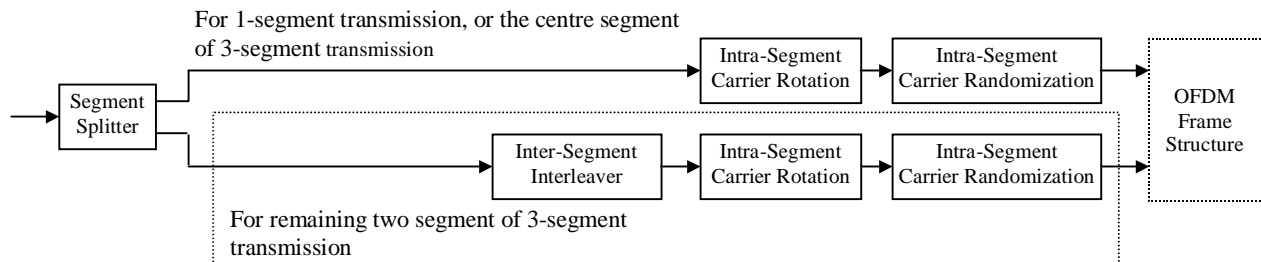 For 1-segment transmission, or the centre segment
of 3-segment transmission
Segment
Splitter
Intra-Segment
Carrier Rotation
Intra-Segment
Carrier Randomization
OFDM
Frame
Structure
Inter-Segment
Interleaver
Intra-Segment
Carrier Rotation
Intra-Segment
Carrier Randomization
For remaining two segment of 3-segment
transmission